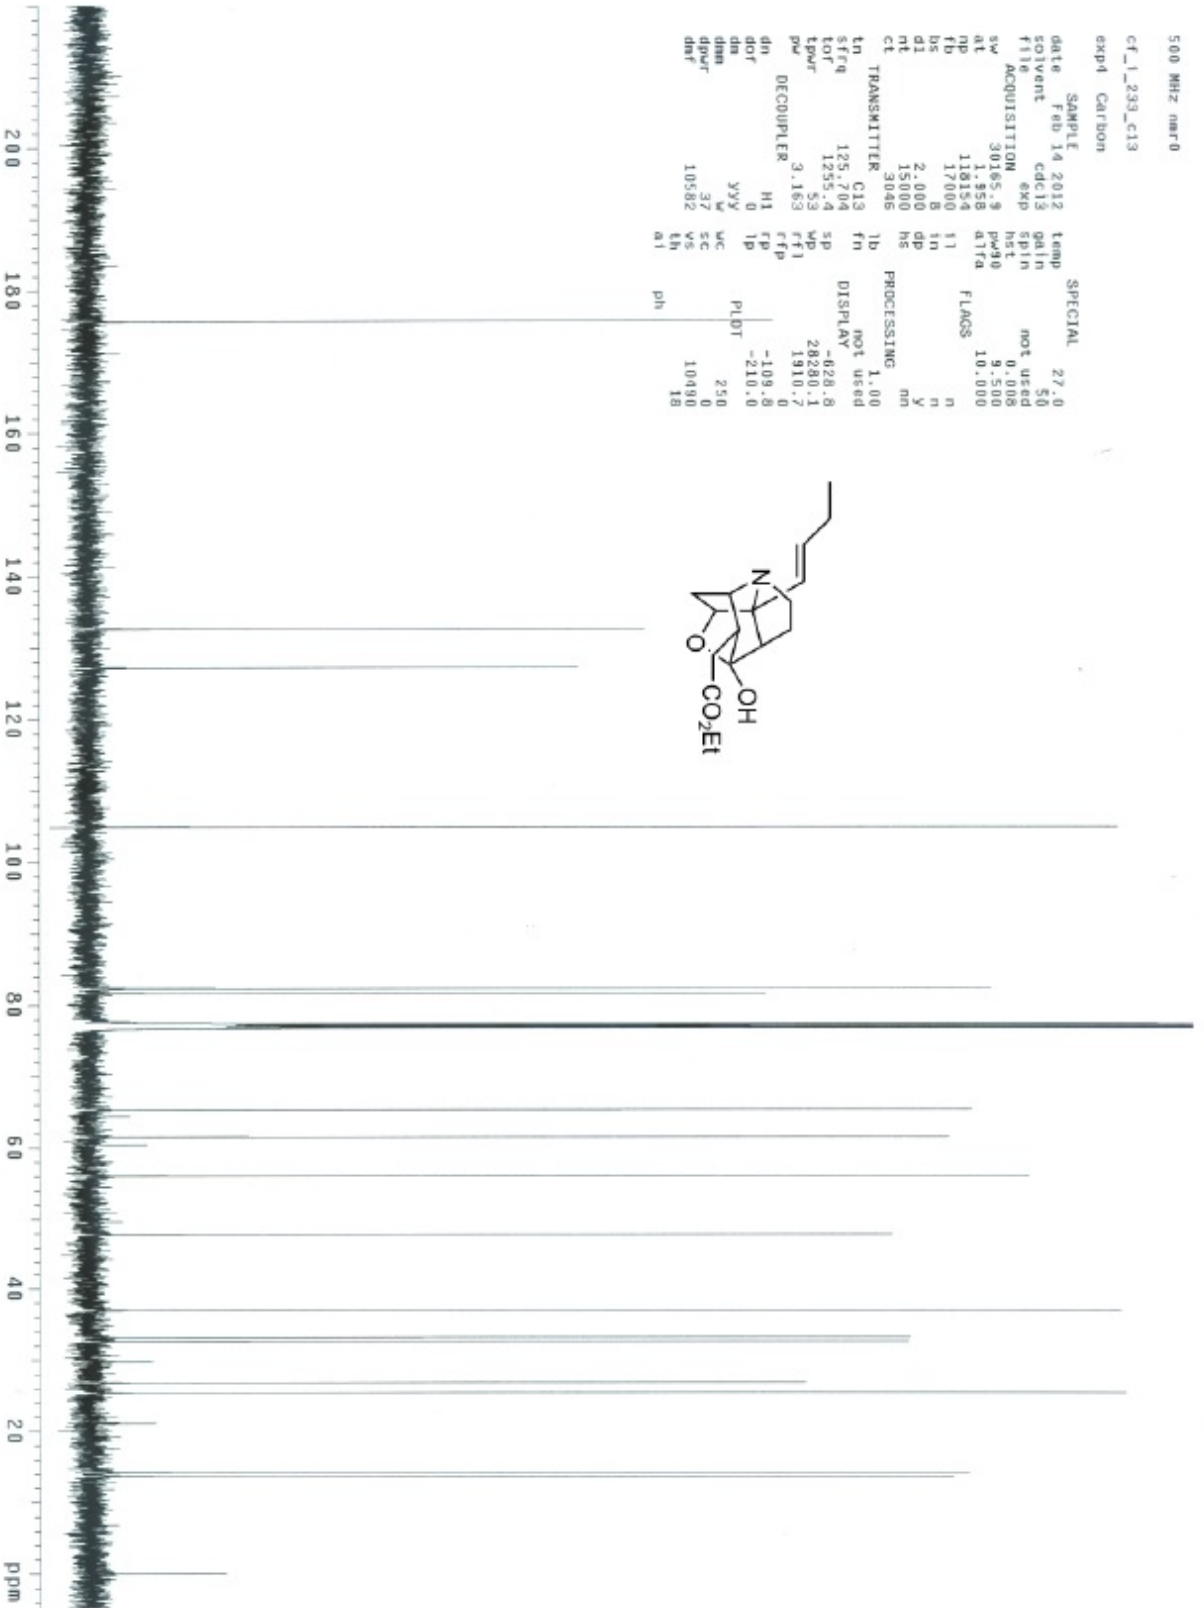 500 MHz nmr0
cf_1_233_c13
exp4 Carbon
SAMPLE
date Feb 14 2012
solvent cdcl3
file exp
ACQUISITION
sw 30165.9
at 1.958
np 118154
fb 17000
bs 8
d1 2.000
nt 15000
ct 3046
TRANSMITTER
tn C13
sfrq 125.704
tof 1255.4
tpwr 53
pw 3.163
DECOUPLER
dn H1
dof 0
dm yyy
dmm w
dpwr 37
dmf 10582
SPECIAL
temp 27.0
gain 50
spin not used
hst 0.008
pw90 9.500
alfa 10.000
FLAGS
il n
in n
dp y
hs nn
PROCESSING
lb 1.00
fn not used
DISPLAY
sp -628.8
wp 28280.1
rfl 1910.7
rfp 0
rp -109.8
lp -210.0
PLOT
wc 250
sc 0
vs 10490
th 18
ai ph
N
O
OH
CO2Et
200 180 160 140 120 100 80 60 40 20 ppm